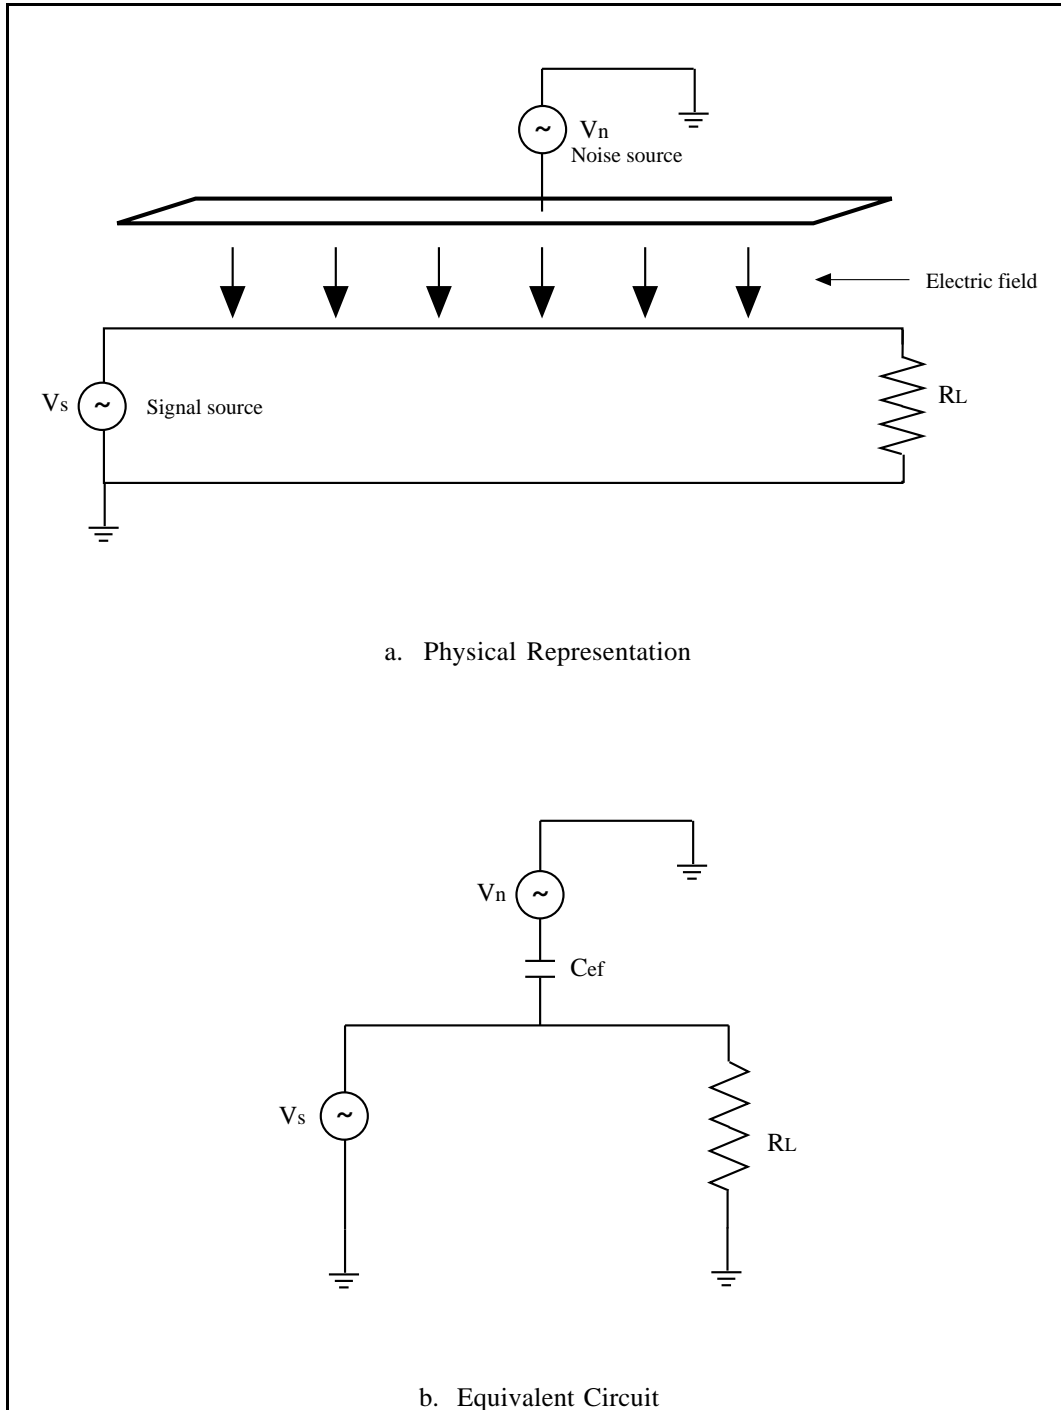 ~
Vn
Noise source
Electric field
Vs
~
Signal source
RL
a. Physical Representation
Vn
~
Cef
Vs
~
RL
b. Equivalent Circuit